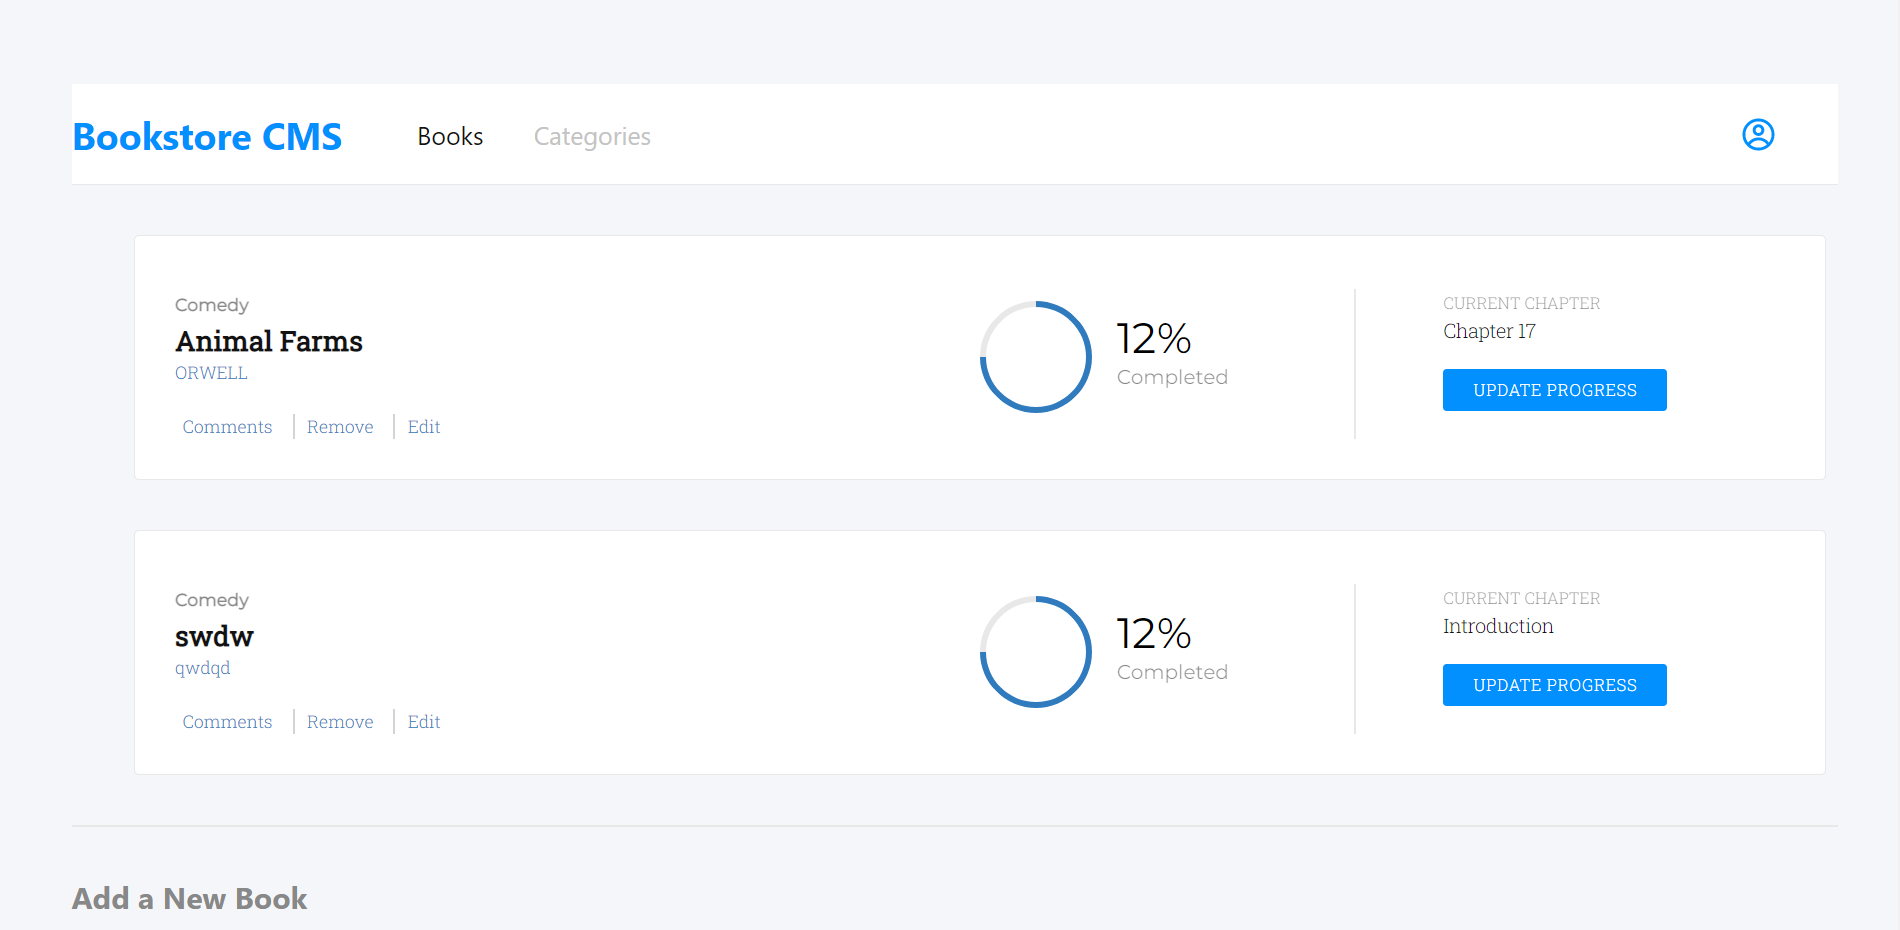 Bookstore CMS
Books
Categories
Comedy
Animal Farms
ORWELL
Comments
Remove
Edit
12%
Completed
CURRENT CHAPTER
Chapter 17
UPDATE PROGRESS
Comedy
swdw
qwdqd
Comments
Remove
Edit
12%
Completed
CURRENT CHAPTER
Introduction
UPDATE PROGRESS
Add a New Book